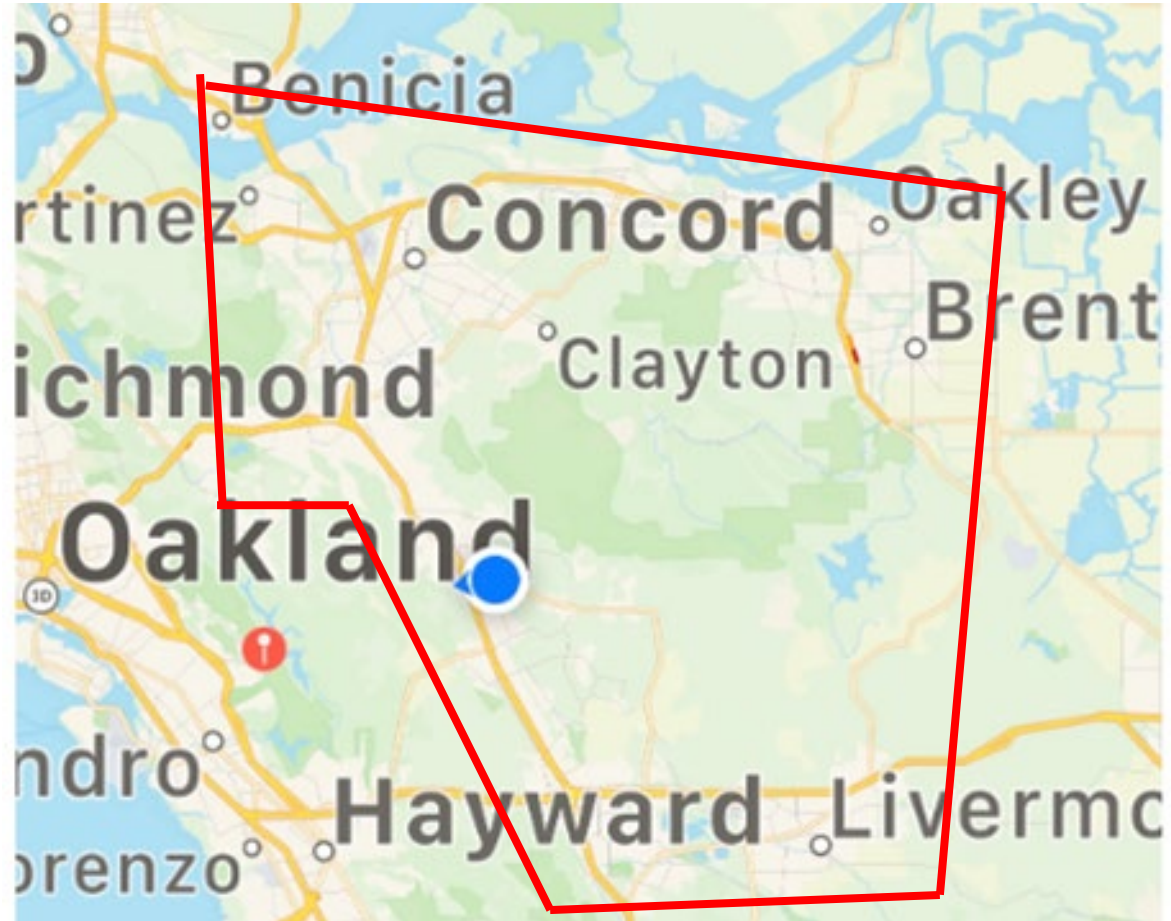 o
Benicia
rtinez
Concord
Oakley
Brent
Clayton
ichmond
Oakland
ndro
Hayward
Livermo
orenzo